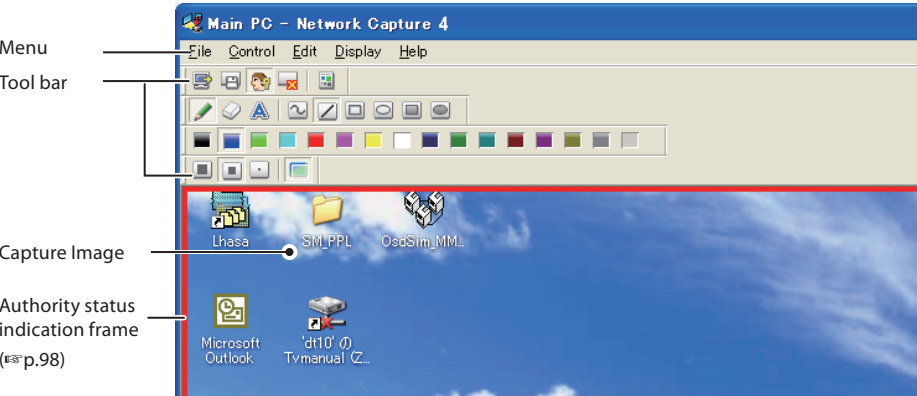 Main PC - Network Capture 4
Menu
File Control Edit Display Help
Tool bar
Lhasa SM_PPL OsdSim_MM...
Capture Image
Authority status
indication frame
(☞p.98)
Microsoft
Outlook
'dt10' の
Tvmanual (Z...